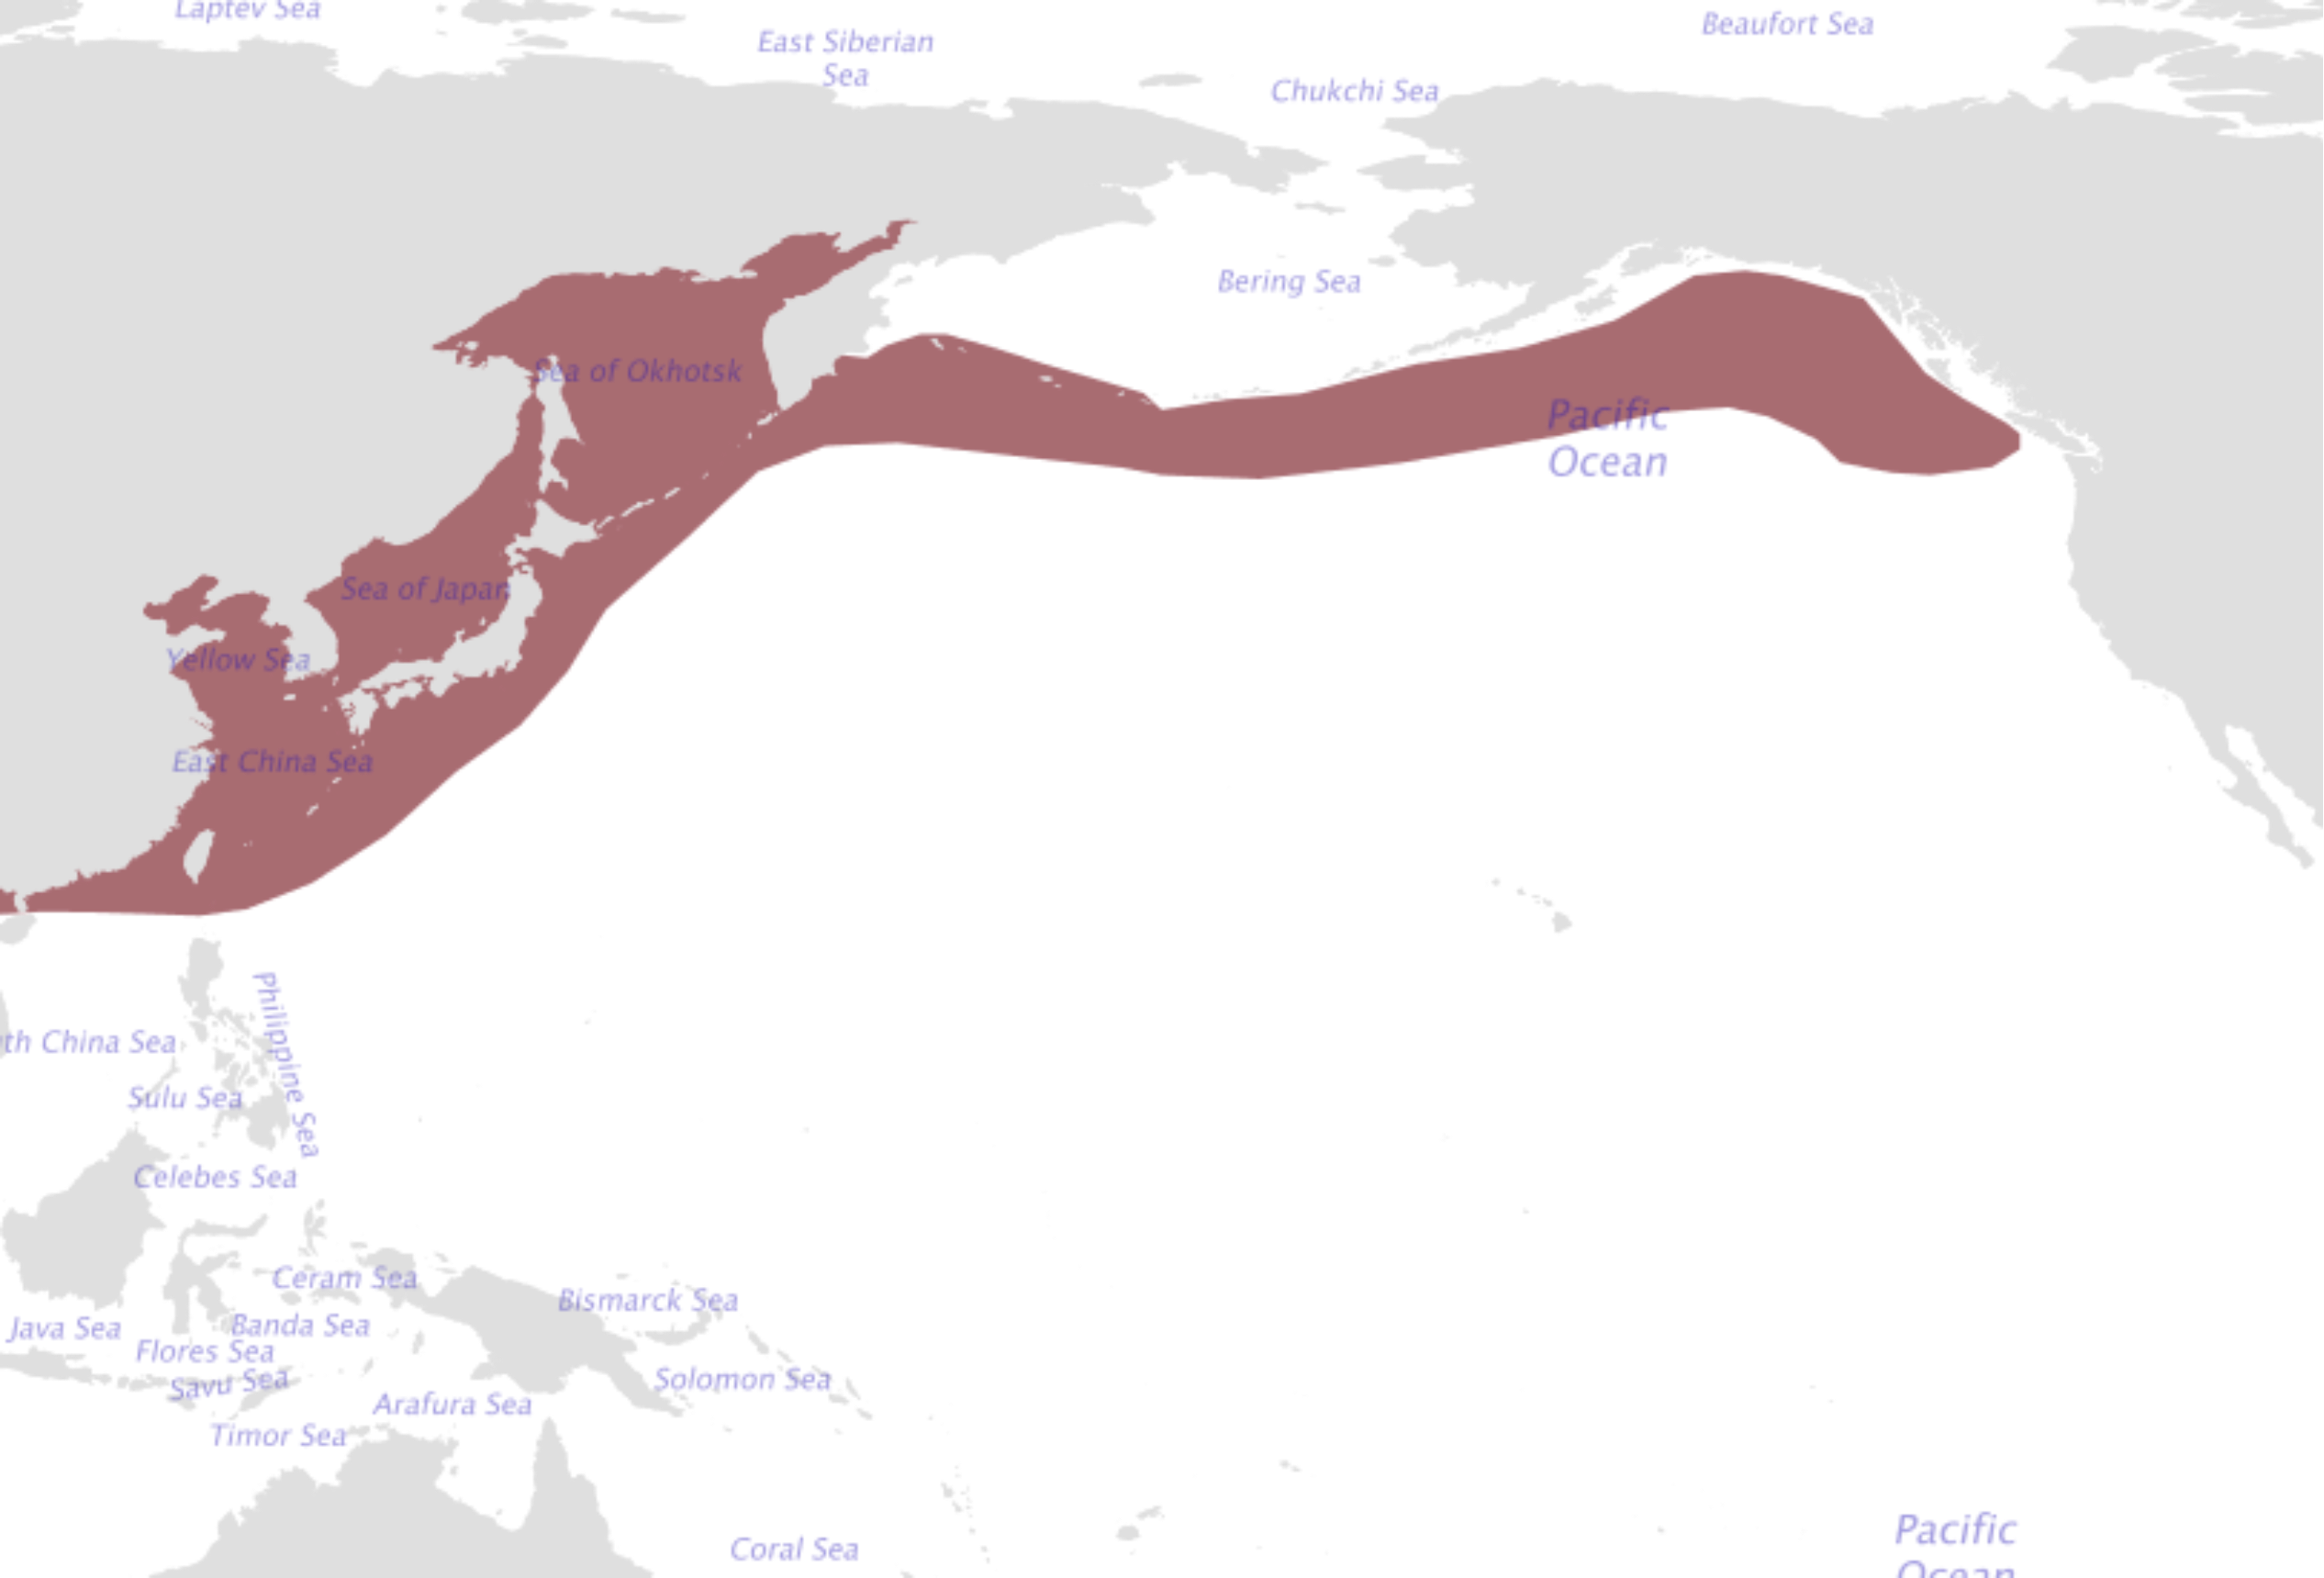 Laptev Sea
Beaufort Sea
East Siberian
Sea
Chukchi Sea
Bering Sea
Sea of Okhotsk
Pacific
Ocean
Sea of Japan
Yellow Sea
East China Sea
Philippine Sea
th China Sea
Sulu Sea
Celebes Sea
Ceram Sea
Bismarck Sea
Java Sea
Banda Sea
Flores Sea
Savu Sea
Solomon Sea
Arafura Sea
Timor Sea
Coral Sea
Pacific
Ocean